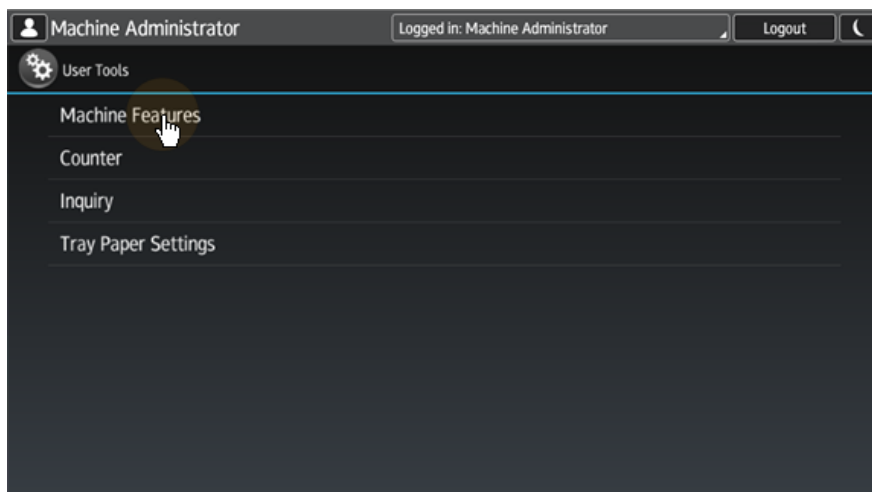 Machine Administrator Logged in: Machine Administrator Logout
User Tools
Machine Features
Counter
Inquiry
Tray Paper Settings